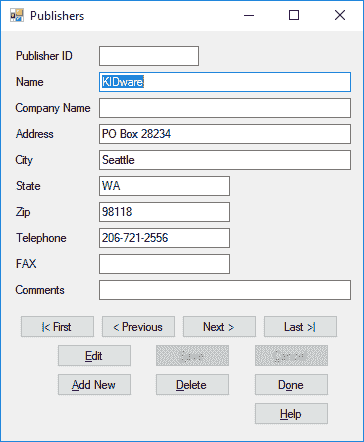 Publishers
Publisher ID
Name KIDware
Company Name
Address PO Box 28234
City Seattle
State WA
Zip 98118
Telephone 206-721-2556
FAX
Comments
|< First < Previous Next > Last >|
Edit Save Cancel
Add New Delete Done
Help